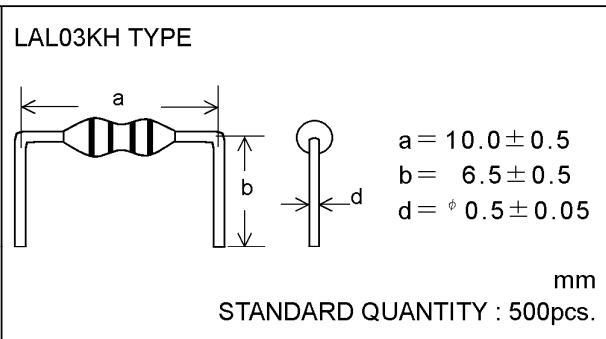 LAL03KH TYPE
a
b
d
a = 10.0 ± 0.5
b = 6.5 ± 0.5
d = φ 0.5 ± 0.05
mm
STANDARD QUANTITY : 500pcs.